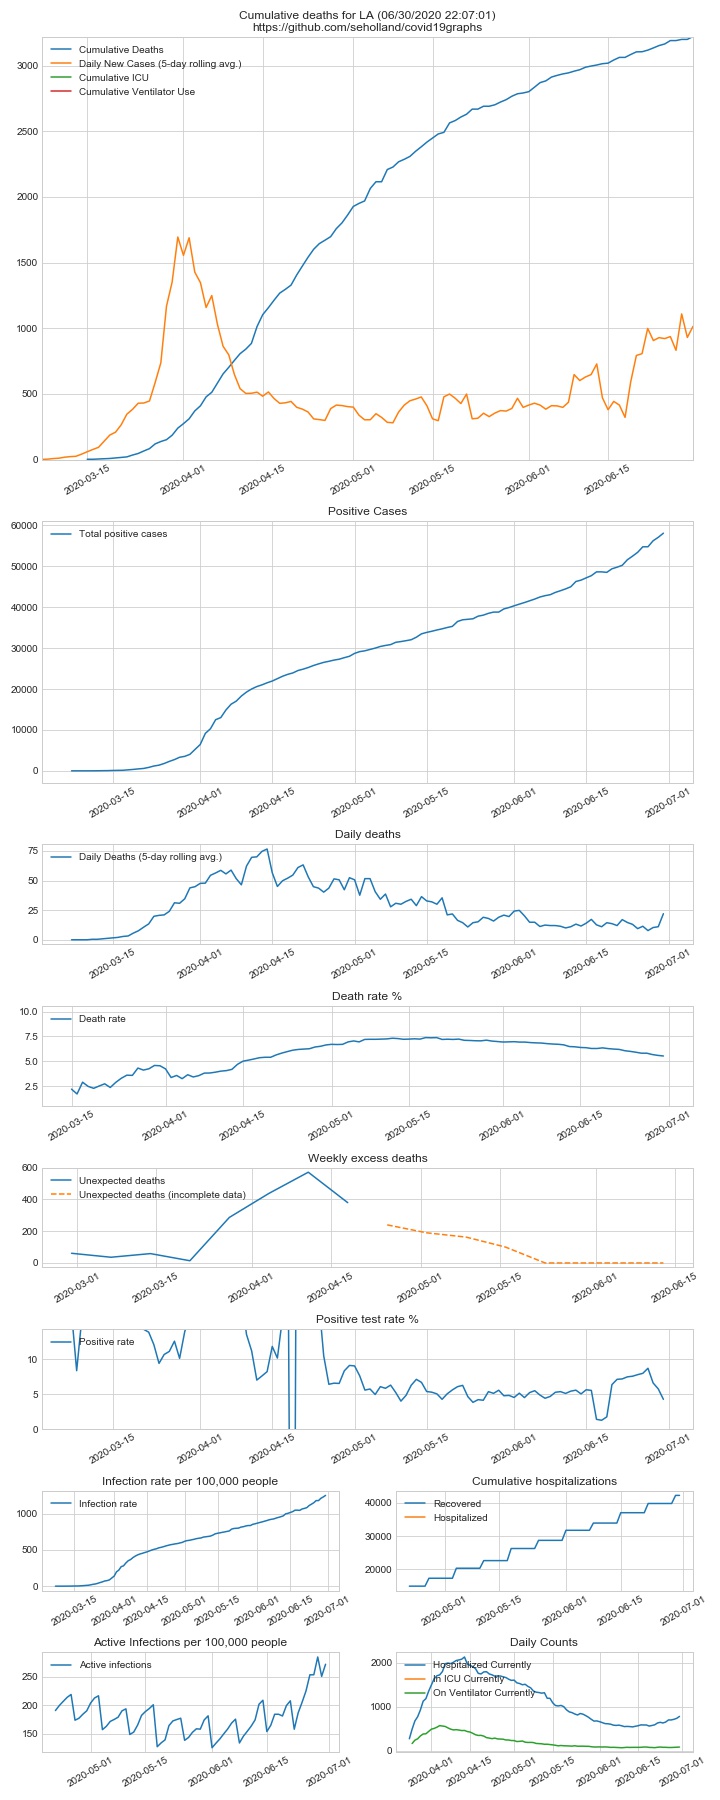 Cumulative deaths for LA (06/30/2020 22:07:01)
https://github.com/seholland/covid19graphs
Cumulative Deaths
Daily New Cases (5-day rolling avg.)
Cumulative ICU
Cumulative Ventilator Use
3000
2500
2000
1500
1000
500
0
2020-03-15 2020-04-01 2020-04-15 2020-05-01 2020-05-15 2020-06-01 2020-06-15
Positive Cases
Total positive cases
60000
50000
40000
30000
20000
10000
0
2020-03-15 2020-04-01 2020-04-15 2020-05-01 2020-05-15 2020-06-01 2020-06-15 2020-07-01
Daily deaths
Daily Deaths (5-day rolling avg.)
75
50
25
0
2020-03-15 2020-04-01 2020-04-15 2020-05-01 2020-05-15 2020-06-01 2020-06-15 2020-07-01
Death rate %
Death rate
10.0
7.5
5.0
2.5
2020-03-15 2020-04-01 2020-04-15 2020-05-01 2020-05-15 2020-06-01 2020-06-15 2020-07-01
Weekly excess deaths
Unexpected deaths
Unexpected deaths (incomplete data)
600
400
200
0
2020-03-01 2020-03-15 2020-04-01 2020-04-15 2020-05-01 2020-05-15 2020-06-01 2020-06-15
Positive test rate %
Positive rate
10
5
0
2020-03-15 2020-04-01 2020-04-15 2020-05-01 2020-05-15 2020-06-01 2020-06-15 2020-07-01
Infection rate per 100,000 people
Infection rate
1000
500
0
2020-03-15 2020-04-01 2020-04-15 2020-05-01 2020-05-15 2020-06-01 2020-06-15 2020-07-01
Cumulative hospitalizations
Recovered
Hospitalized
40000
30000
20000
2020-05-01 2020-05-15 2020-06-01 2020-06-15 2020-07-01
Active Infections per 100,000 people
Active infections
250
200
150
2020-05-01 2020-05-15 2020-06-01 2020-06-15 2020-07-01
Daily Counts
Hospitalized Currently
In ICU Currently
On Ventilator Currently
2000
1000
0
2020-04-01 2020-04-15 2020-05-01 2020-05-15 2020-06-01 2020-06-15 2020-07-01